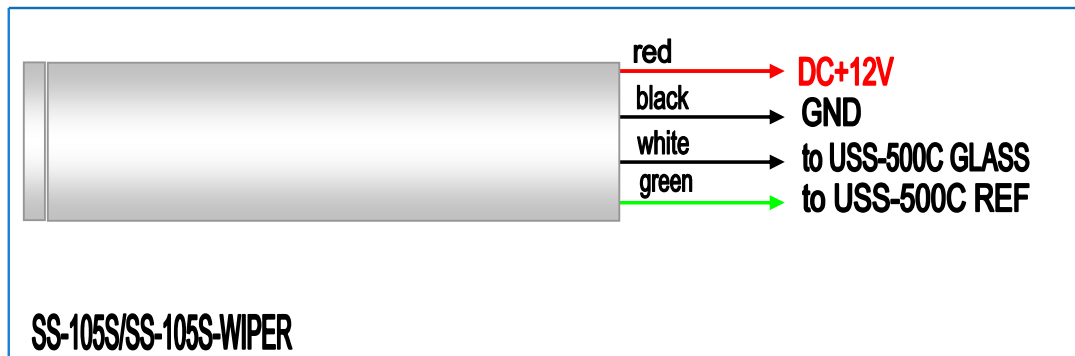 red
DC+12V
black
GND
white
to USS-500C GLASS
green
to USS-500C REF
SS-105S/SS-105S-WIPER